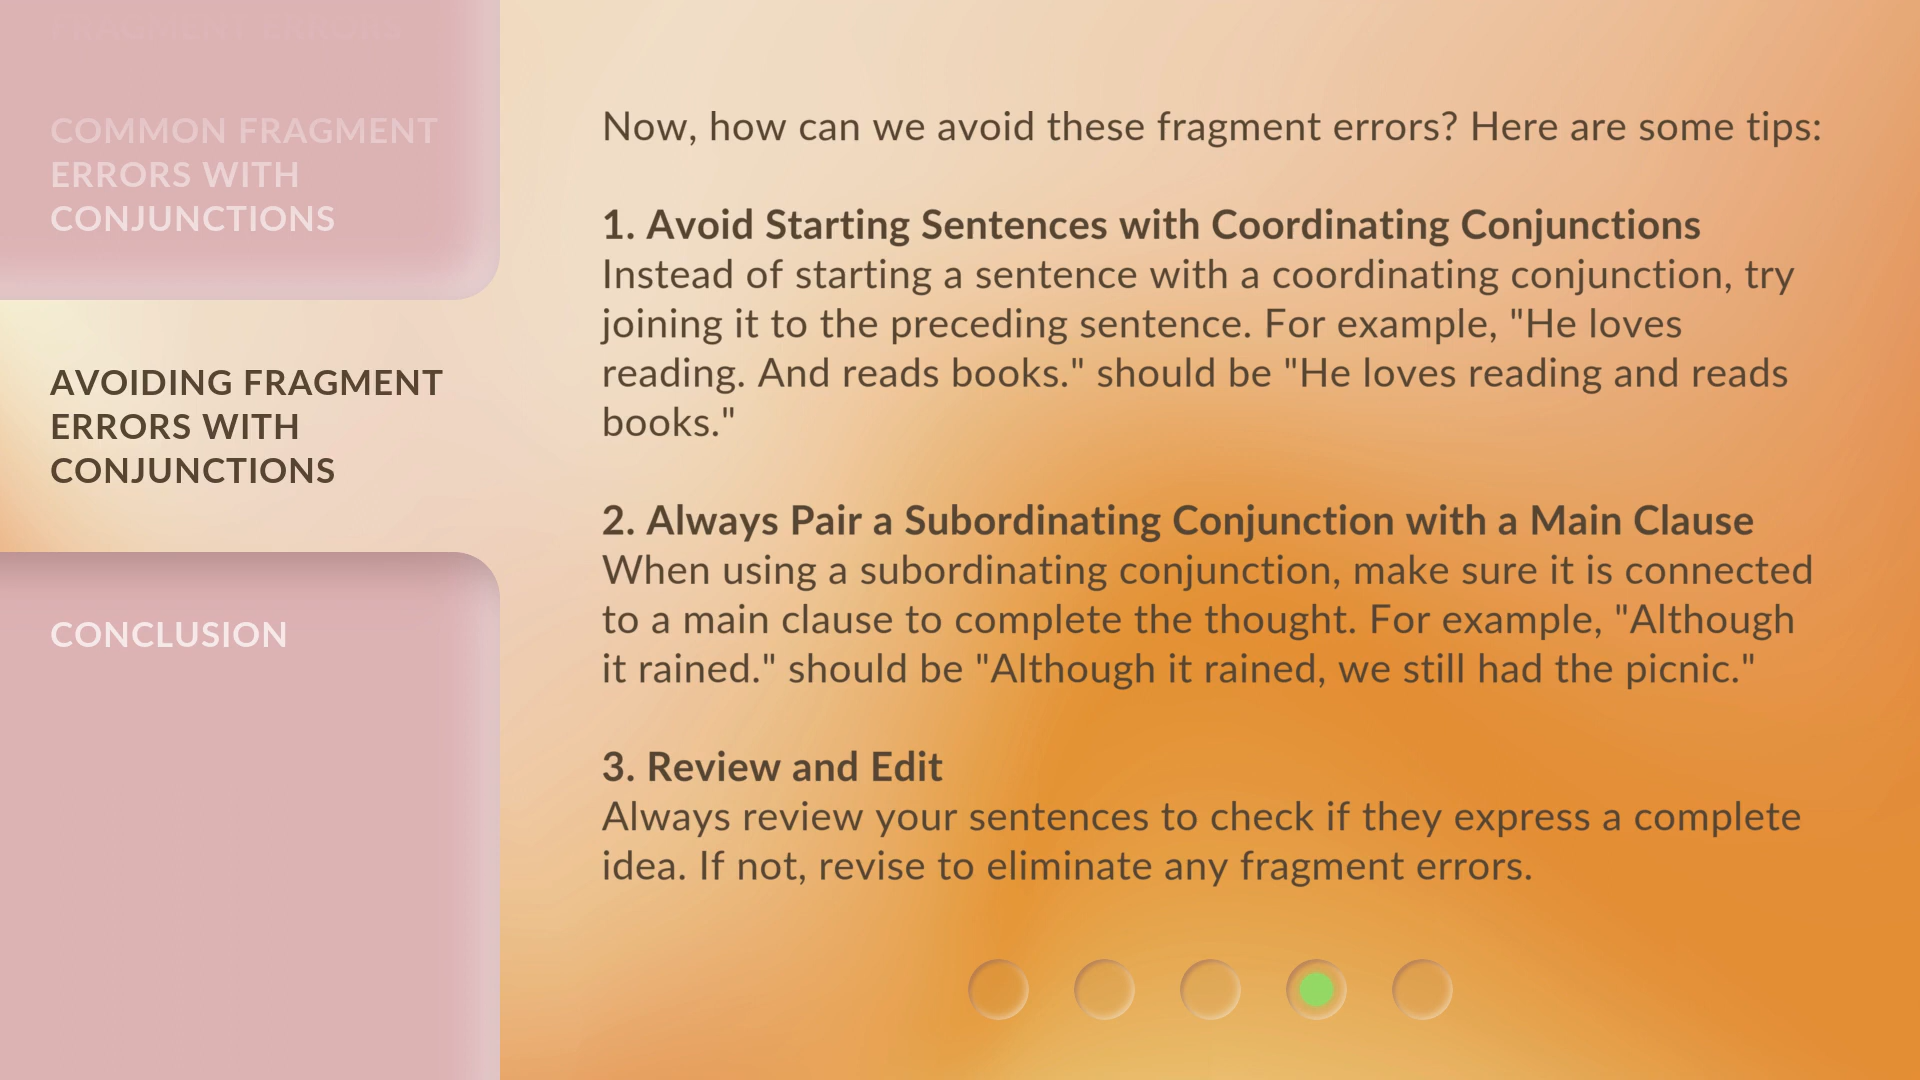 FRAGMENT ERRORS
COMMON FRAGMENT
ERRORS WITH
CONJUNCTIONS
AVOIDING FRAGMENT
ERRORS WITH
CONJUNCTIONS
CONCLUSION
Now, how can we avoid these fragment errors? Here are some tips:
1. Avoid Starting Sentences with Coordinating Conjunctions
Instead of starting a sentence with a coordinating conjunction, try
joining it to the preceding sentence. For example, "He loves
reading. And reads books." should be "He loves reading and reads
books."
2. Always Pair a Subordinating Conjunction with a Main Clause
When using a subordinating conjunction, make sure it is connected
to a main clause to complete the thought. For example, "Although
it rained." should be "Although it rained, we still had the picnic."
3. Review and Edit
Always review your sentences to check if they express a complete
idea. If not, revise to eliminate any fragment errors.